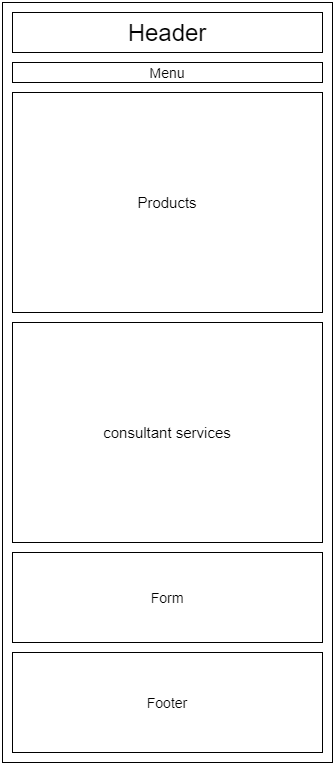 Header
Menu
Products
consultant services
Form
Footer